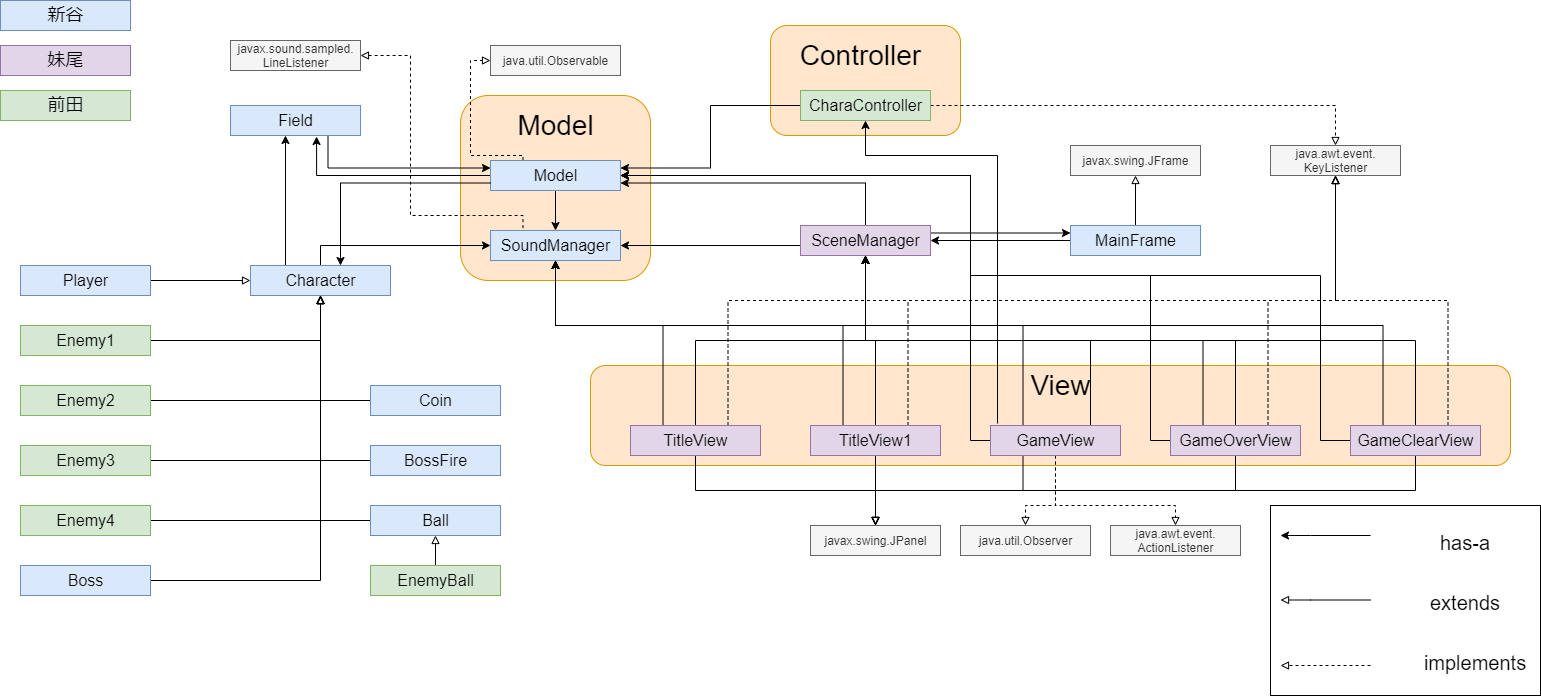 新谷
妹尾
前田
javax.sound.sampled.
LineListener
java.util.Observable
Controller
CharaController
Field
Model
Model
javax.swing.JFrame
java.awt.event.
KeyListener
SoundManager
SceneManager
MainFrame
Player
Character
Enemy1
Enemy2
Coin
View
TitleView
TitleView1
GameView
GameOverView
GameClearView
Enemy3
BossFire
Enemy4
Ball
javax.swing.JPanel
java.util.Observer
java.awt.event.
ActionListener
Boss
EnemyBall
has-a
extends
implements